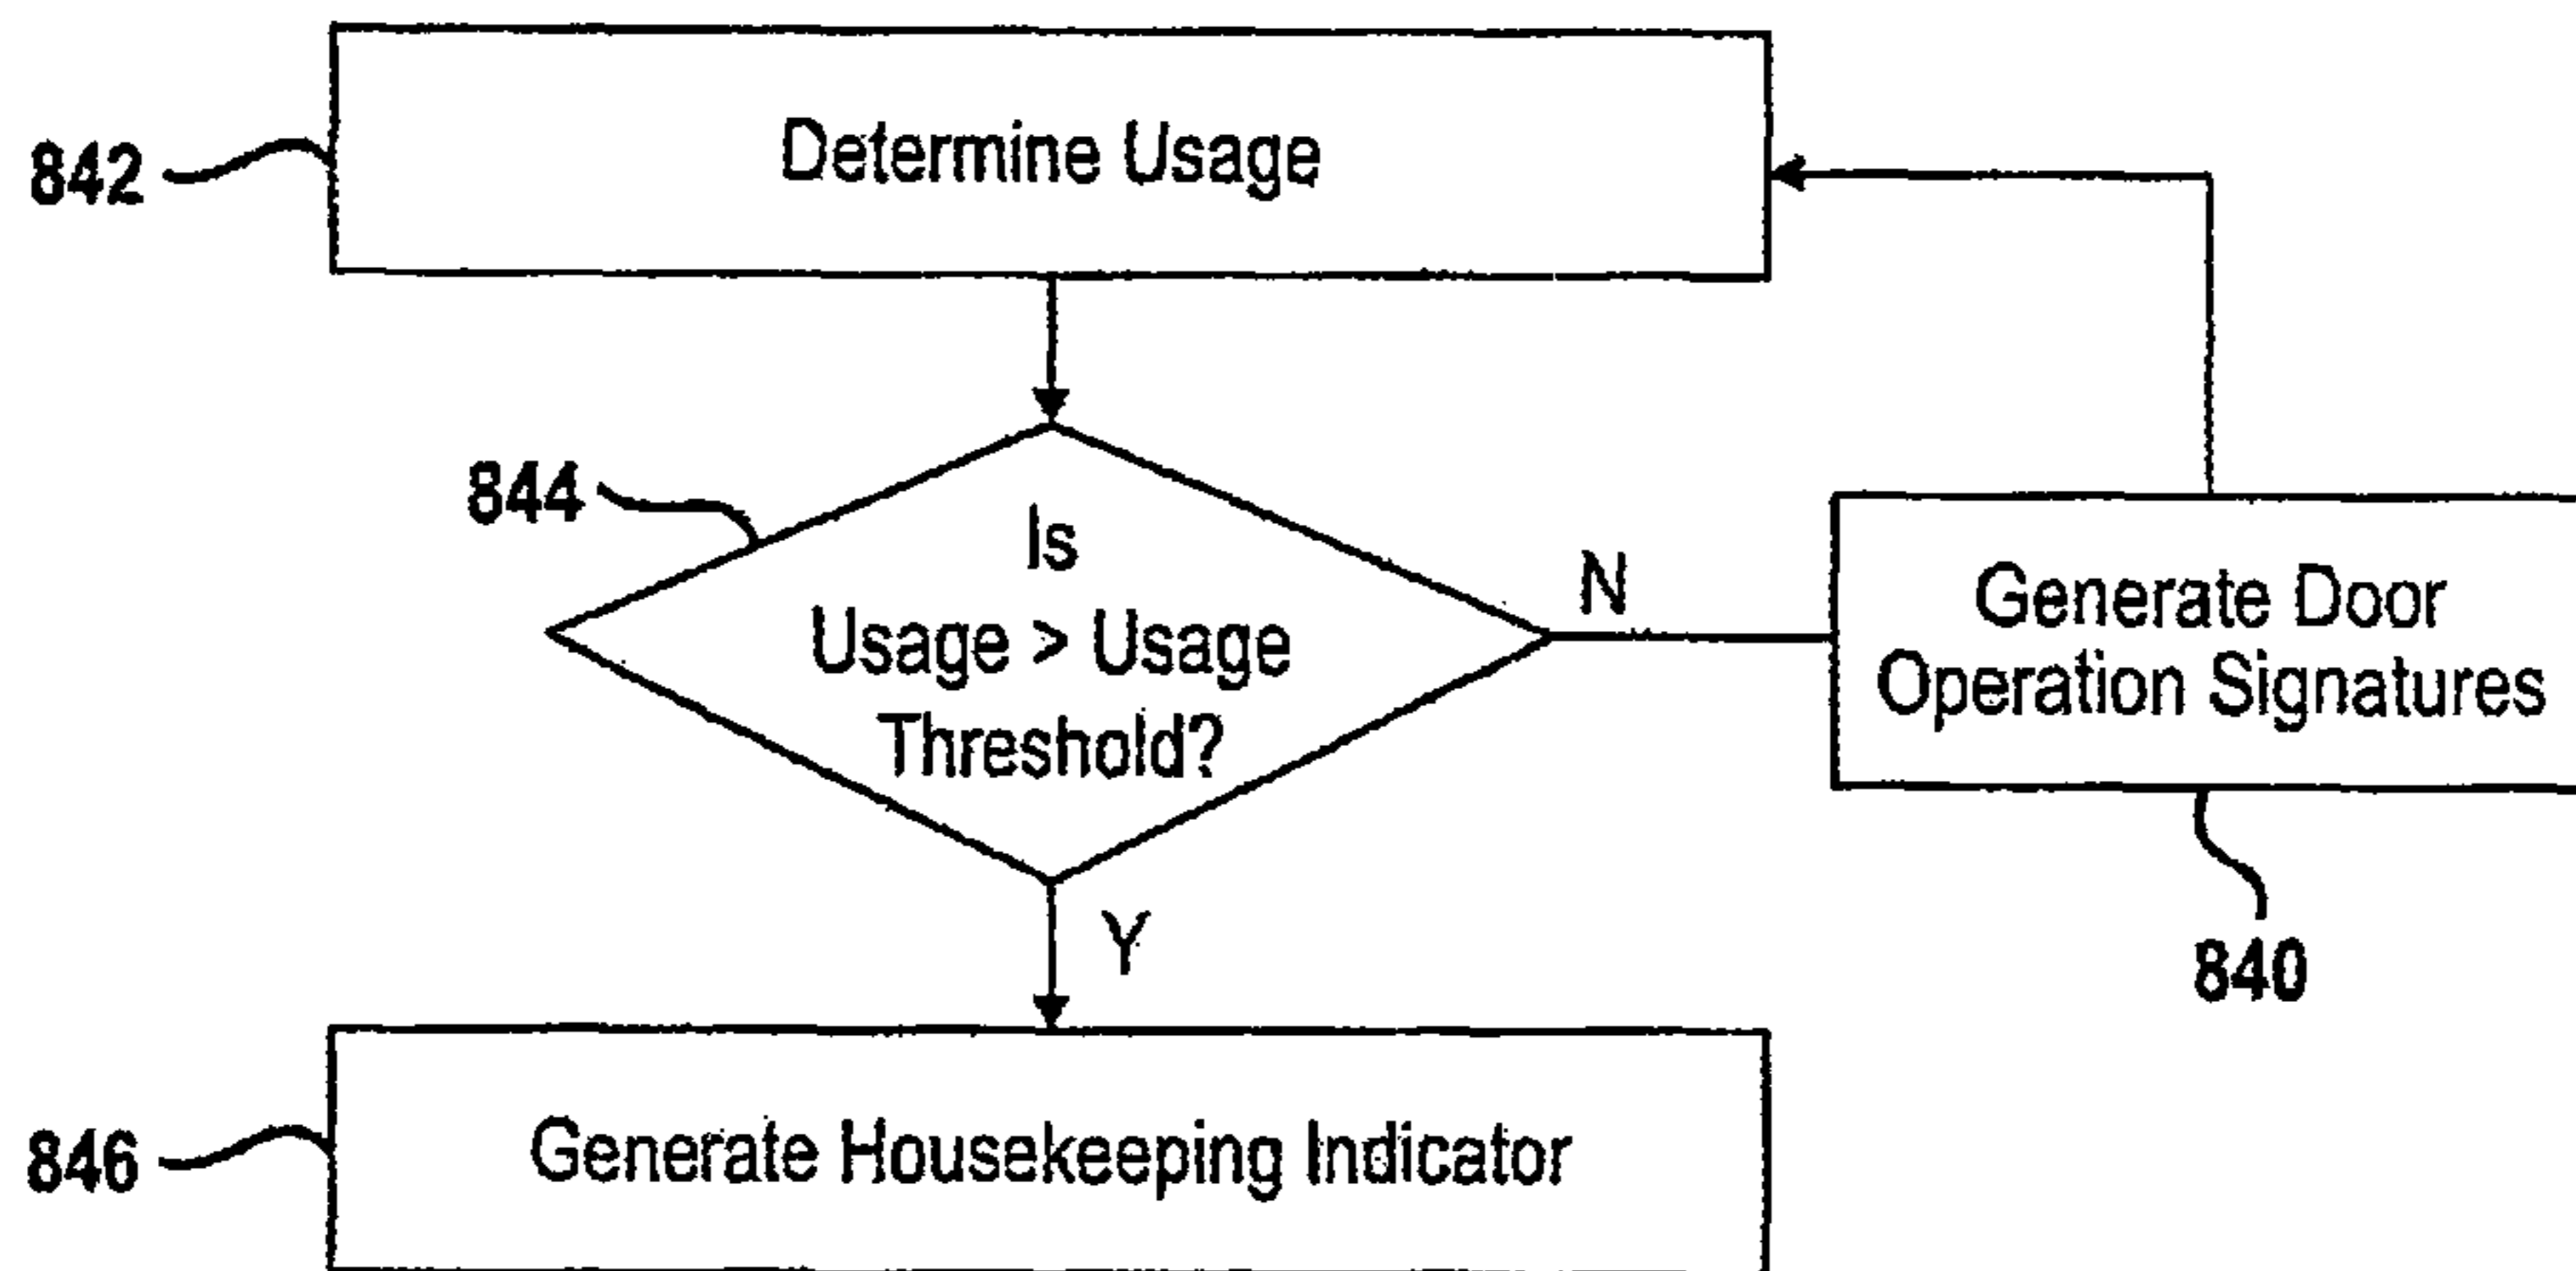 842
Determine Usage
844
Is
Usage > Usage
Threshold?
N
Generate Door
Operation Signatures
840
Y
846
Generate Housekeeping Indicator